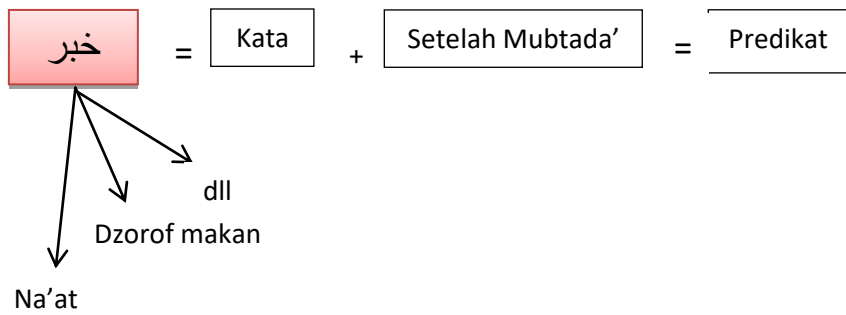 خبر = Kata + Setelah Mubtada’ = Predikat
dll
Dzorof makan
Na’at